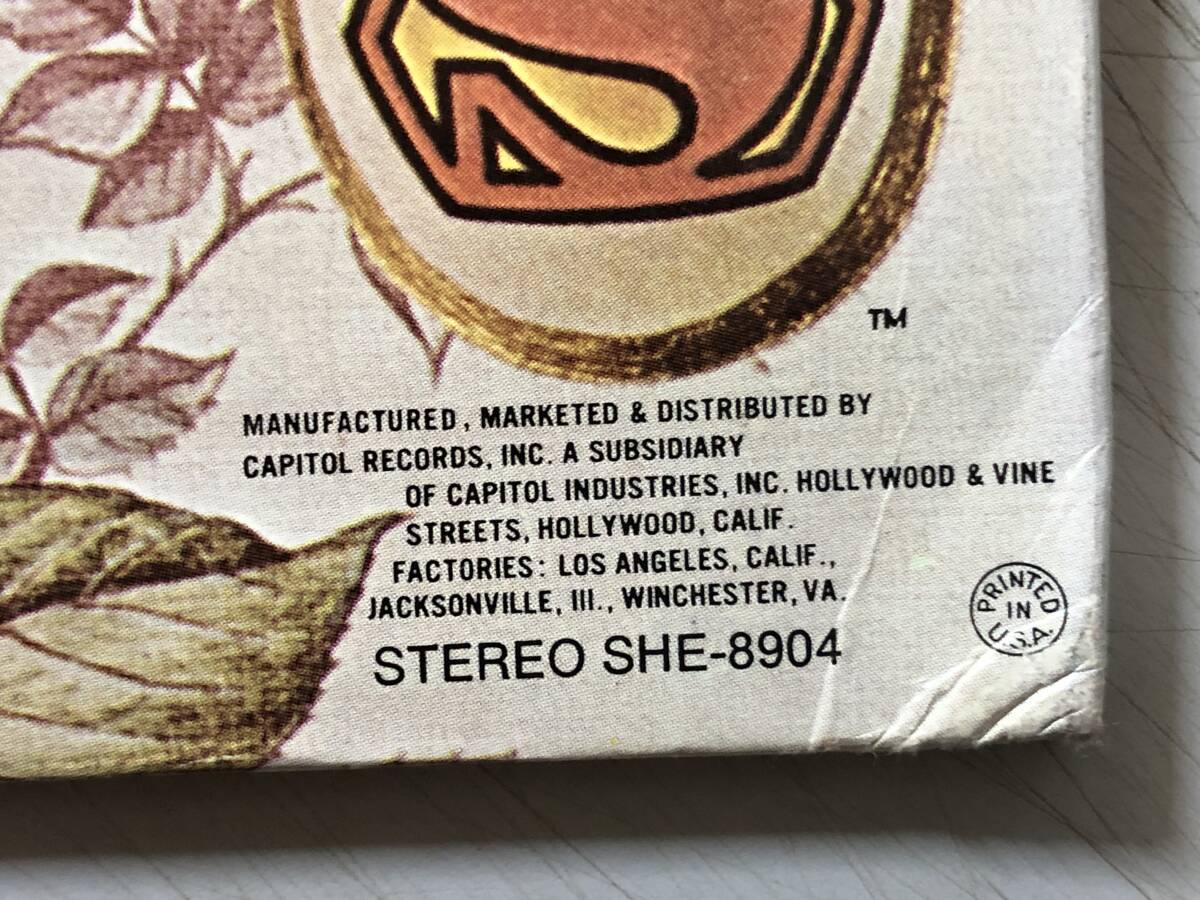 TM
MANUFACTURED, MARKETED & DISTRIBUTED BY
CAPITOL RECORDS, INC. A SUBSIDIARY
OF CAPITOL INDUSTRIES, INC. HOLLYWOOD & VINE
STREETS, HOLLYWOOD, CALIF.
FACTORIES: LOS ANGELES, CALIF.,
JACKSONVILLE, III., WINCHESTER, VA.
STEREO SHE-8904
PRINTED
IN
U.S.A.